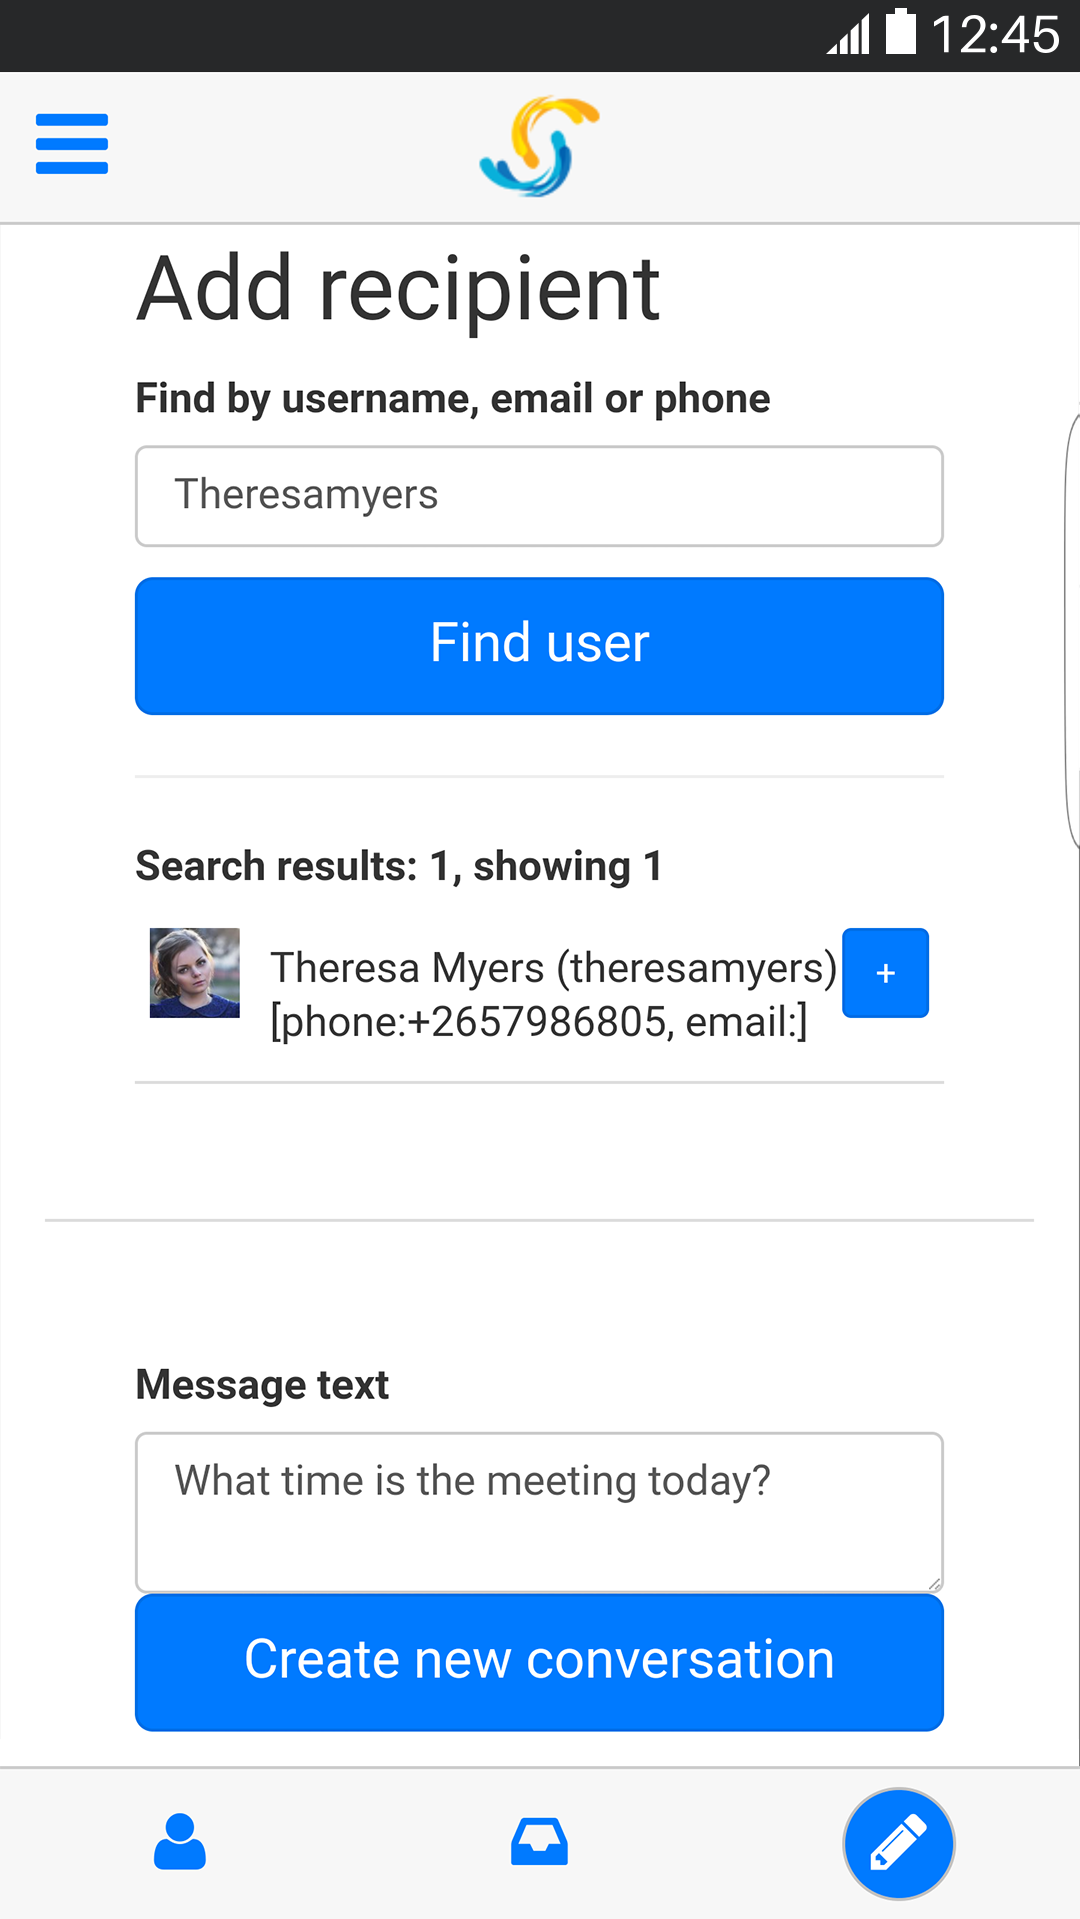 12:45
Add recipient
Find by username, email or phone
Theresamyers
Find user
Search results: 1, showing 1
Theresa Myers (theresamyers)
[phone:+2657986805, email:]
+
Message text
What time is the meeting today?
Create new conversation